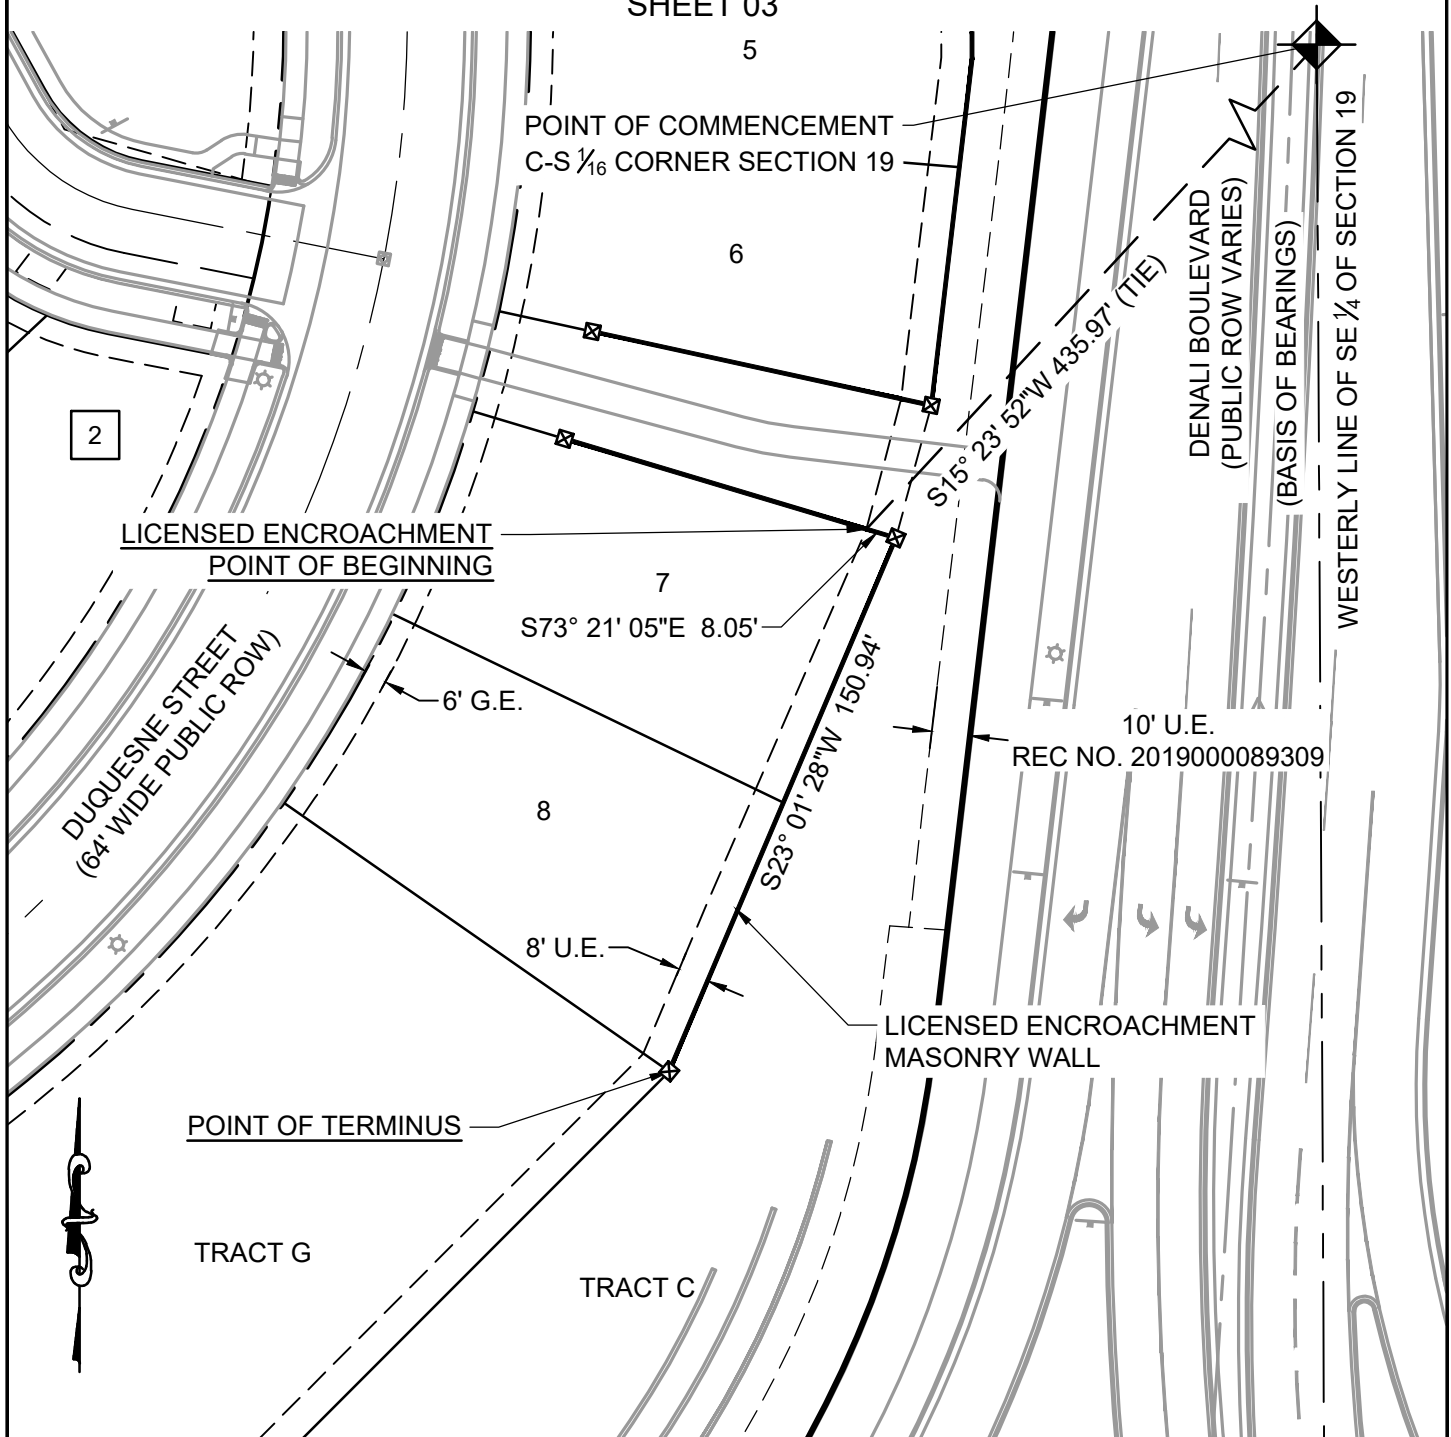 SHEET 03
5
POINT OF COMMENCEMENT
C-S 1/16 CORNER SECTION 19
6
S15° 23' 52"W 435.97' (TIE)
DENALI BOULEVARD
(PUBLIC ROW VARIES)
(BASIS OF BEARINGS)
WESTERLY LINE OF SE 1/4 OF SECTION 19
2
LICENSED ENCROACHMENT
POINT OF BEGINNING
7
S73° 21' 05"E 8.05'
DUQUESNE STREET
(64' WIDE PUBLIC ROW)
6' G.E.
S23° 01' 28"W 150.94'
10' U.E.
REC NO. 2019000089309
8
8' U.E.
LICENSED ENCROACHMENT
MASONRY WALL
POINT OF TERMINUS
TRACT G
TRACT C